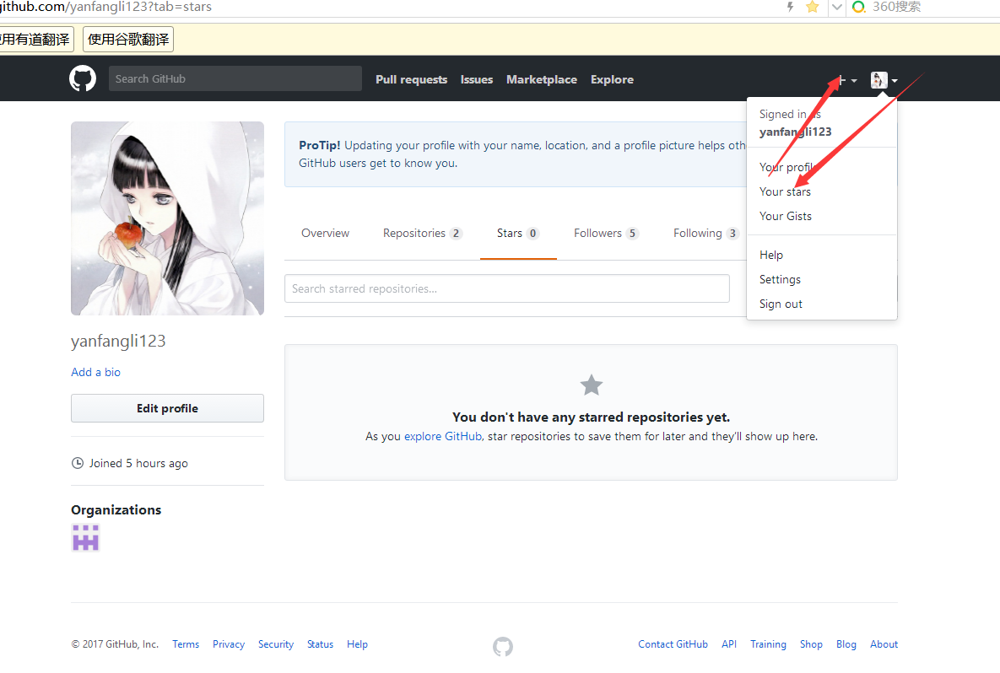 github.com/yanfangli123?tab=stars
360搜索
使用有道翻译 使用谷歌翻译
Search GitHub
Pull requests Issues Marketplace Explore
Signed in as
yanfangli123
Your profile
Your stars
Your Gists
Help
Settings
Sign out
ProTip! Updating your profile with your name, location, and a profile picture helps
GitHub users get to know you.
Overview Repositories 2 Stars 0 Followers 5 Following 3
Search starred repositories...
yanfangli123
Add a bio
Edit profile
Joined 5 hours ago
Organizations
You don't have any starred repositories yet.
As you explore GitHub, star repositories to save them for later and they'll show up here.
© 2017 GitHub, Inc. Terms Privacy Security Status Help
Contact GitHub API Training Shop Blog About